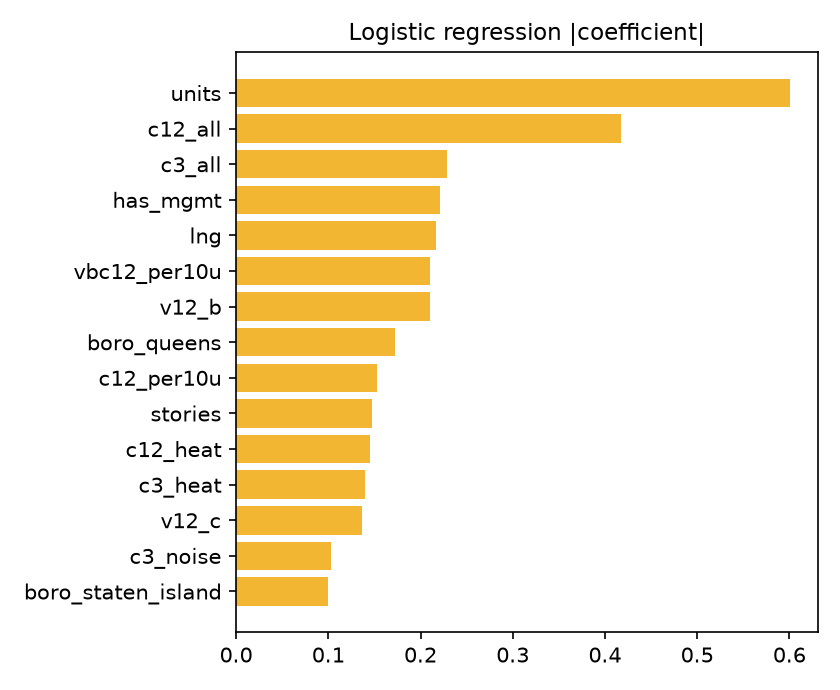 Logistic regression |coefficient|
units
c12_all
c3_all
has_mgmt
lng
vbc12_per10u
v12_b
boro_queens
c12_per10u
stories
c12_heat
c3_heat
v12_c
c3_noise
boro_staten_island
0.0 0.1 0.2 0.3 0.4 0.5 0.6